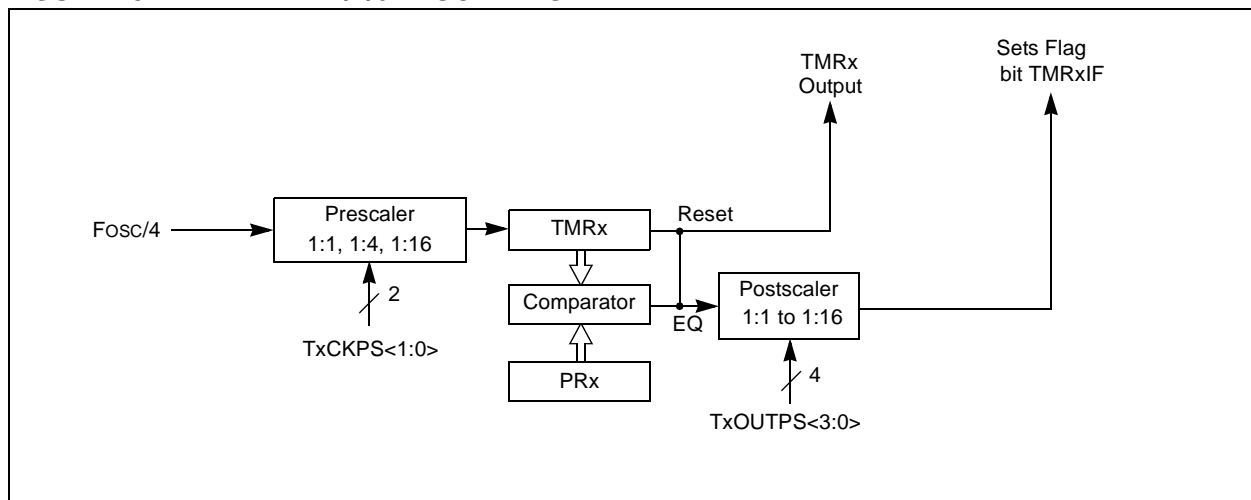 TMRx
Output
Sets Flag
bit TMRxIF
Fosc/4
Prescaler
1:1, 1:4, 1:16
2
TxCKPS<1:0>
TMRx
Reset
Comparator
EQ
PRx
Postscaler
1:1 to 1:16
4
TxOUTPS<3:0>